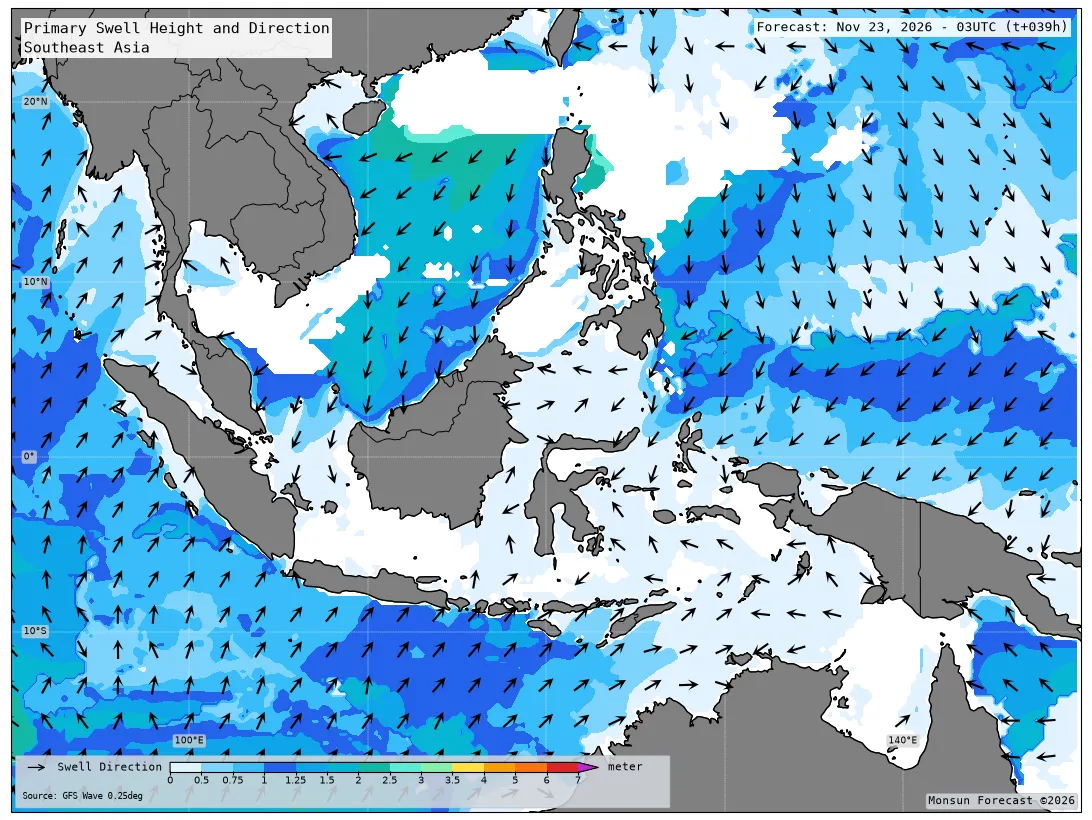 Primary Swell Height and Direction
Southeast Asia
Forecast: Nov 23, 2026 - 03UTC (t+039h)
20°N
10°N
0°
10°S
100°E
140°E
Swell Direction
meter
0 0.5 0.75 1 1.25 1.5 2 2.5 3 3.5 4 5 6 7
Source: GFS Wave 0.25deg
Monsun Forecast ©2026